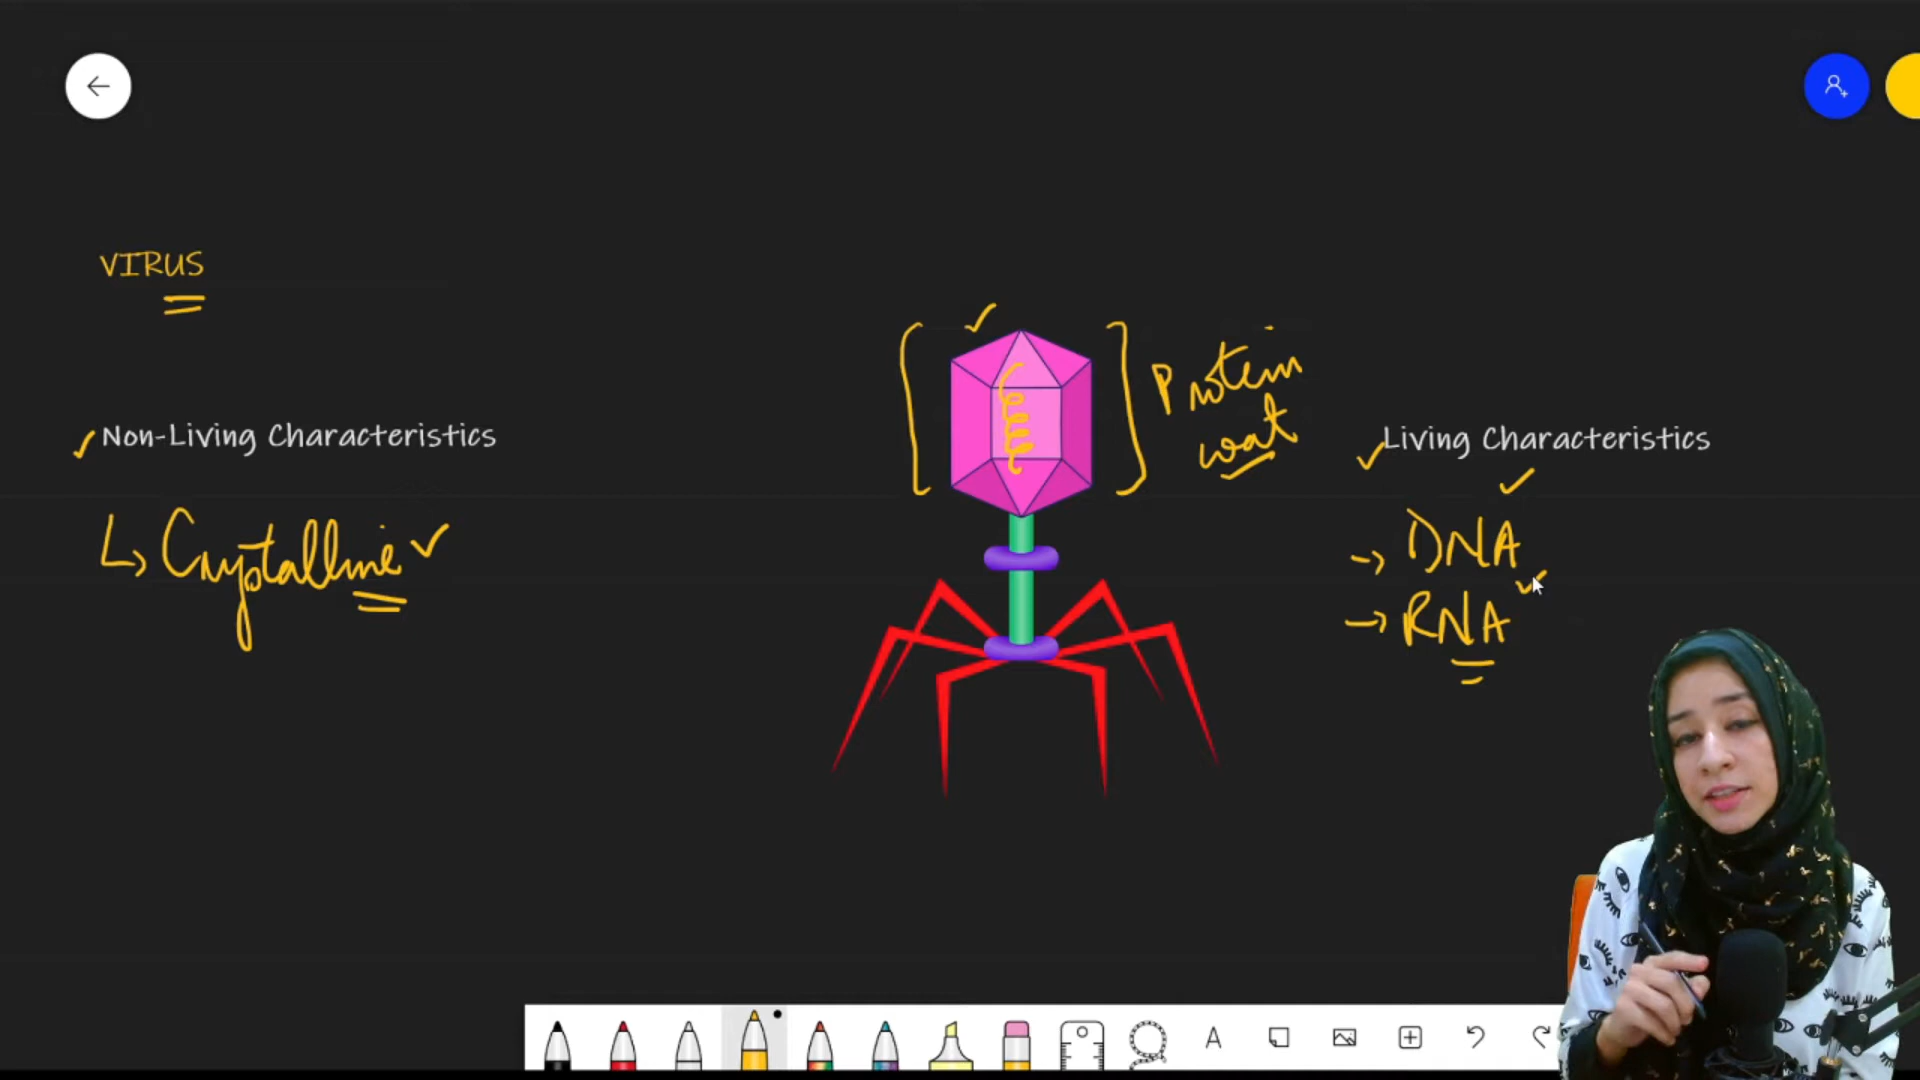 VIRUS
Protein
coat
Non-Living Characteristics
Living Characteristics
↳ Crystalline ✓
→ DNA
→ RNA
A